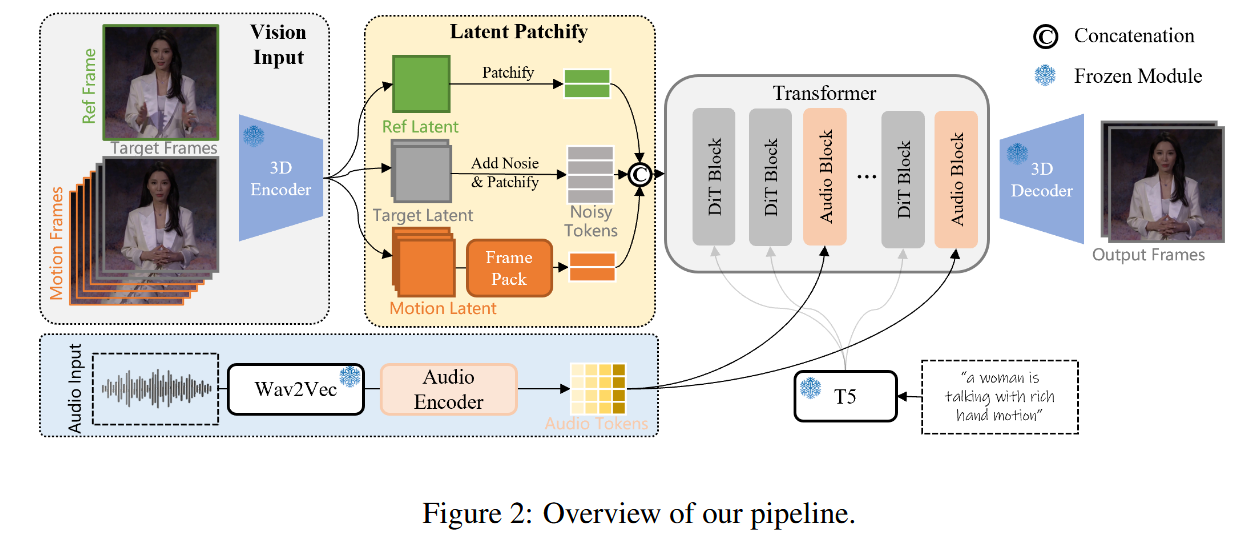 Vision
Input
Ref Frame
Target Frames
Motion Frames
3D
Encoder
Latent Patchify
Ref Latent
Patchify
Target Latent
Add Nosie
& Patchify
Noisy
Tokens
Motion Latent
Frame
Pack
C
Transformer
DiT Block
DiT Block
Audio Block
...
DiT Block
Audio Block
C Concatenation
Frozen Module
3D
Decoder
Output Frames
Audio Input
Wav2Vec
Audio
Encoder
Audio Tokens
T5
“a woman is
talking with rich
hand motion”
Figure 2: Overview of our pipeline.